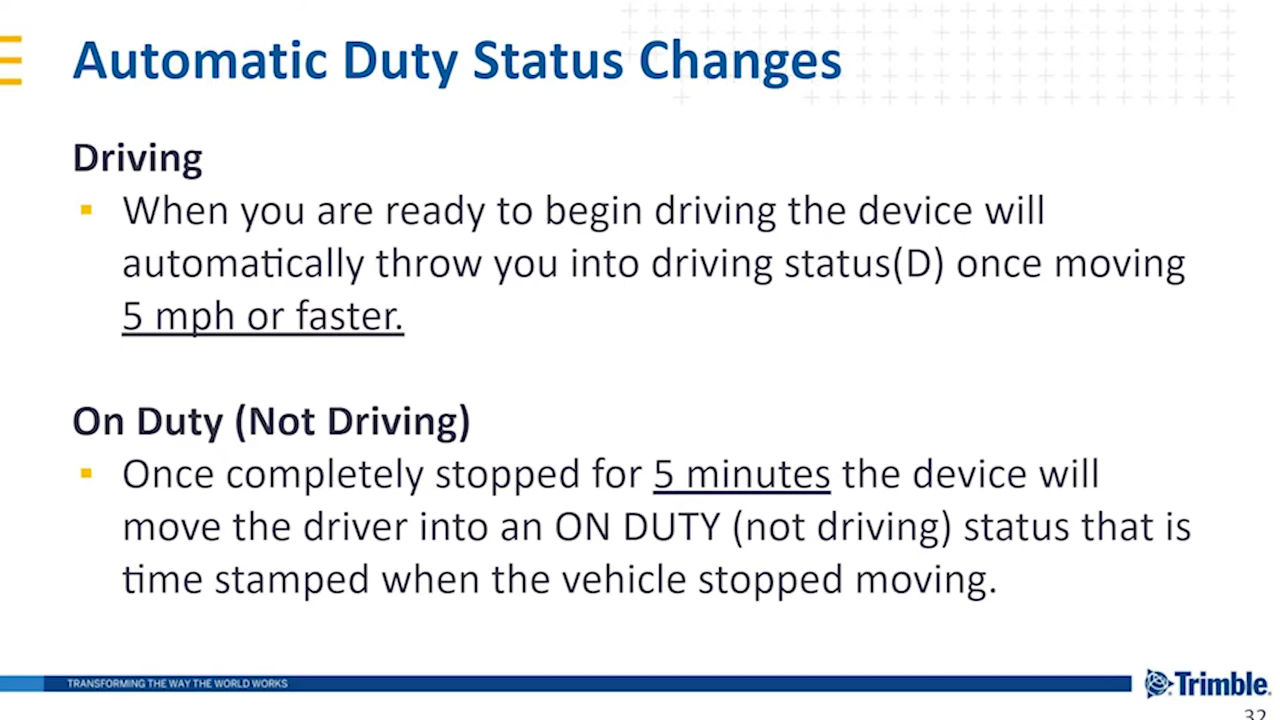 Automatic Duty Status Changes
Driving
▪ When you are ready to begin driving the device will
automatically throw you into driving status(D) once moving
5 mph or faster.
On Duty (Not Driving)
▪ Once completely stopped for 5 minutes the device will
move the driver into an ON DUTY (not driving) status that is
time stamped when the vehicle stopped moving.
TRANSFORMING THE WAY THE WORLD WORKS
Trimble.
32